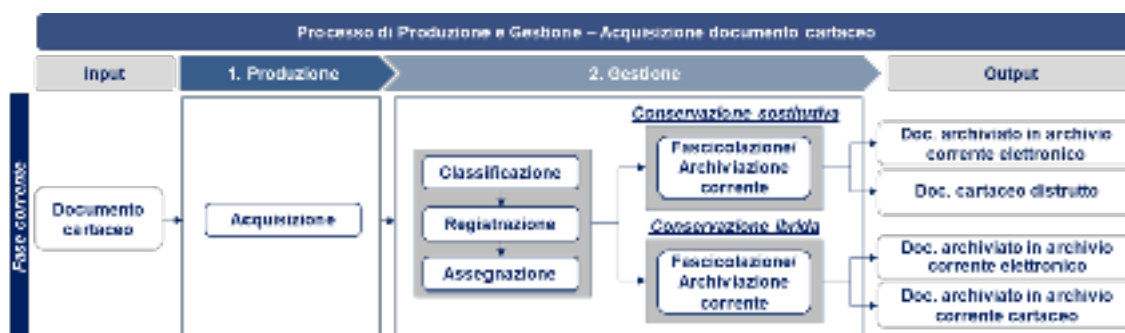 Processo di Produzione e Gestione – Acquisizione documento cartaceo
Input
1. Produzione
2. Gestione
Output
Fase corrente
Documento
cartaceo
Acquisizione
Classificazione
Registrazione
Assegnazione
Conservazione sostitutiva
Fascicolazione/
Archiviazione
corrente
Conservazione ibrida
Fascicolazione/
Archiviazione
corrente
Doc. archiviato in archivio
corrente elettronico
Doc. cartaceo distrutto
Doc. archiviato in archivio
corrente elettronico
Doc. archiviato in archivio
corrente cartaceo